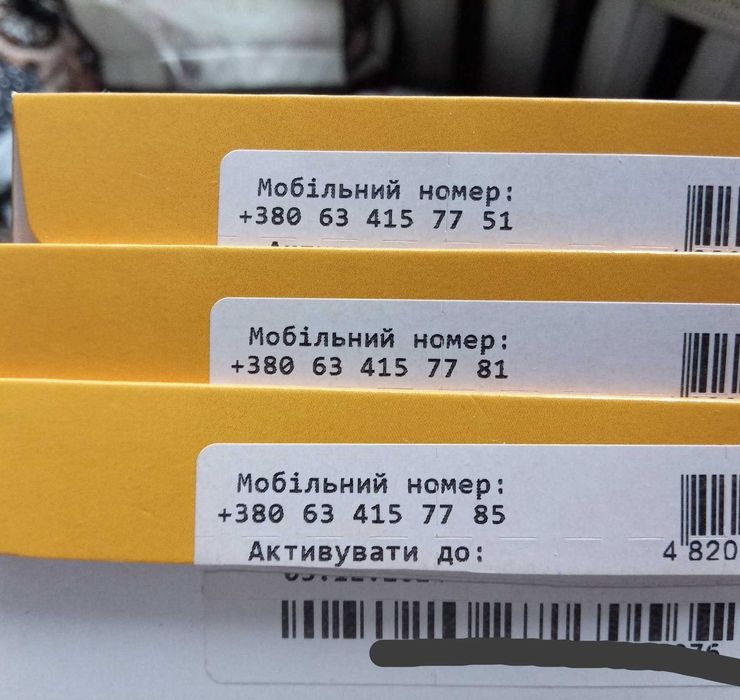 Мобільний номер:
+380 63 415 77 51
Мобільний номер:
+380 63 415 77 81
Мобільний номер:
+380 63 415 77 85
Активувати до:
4 820